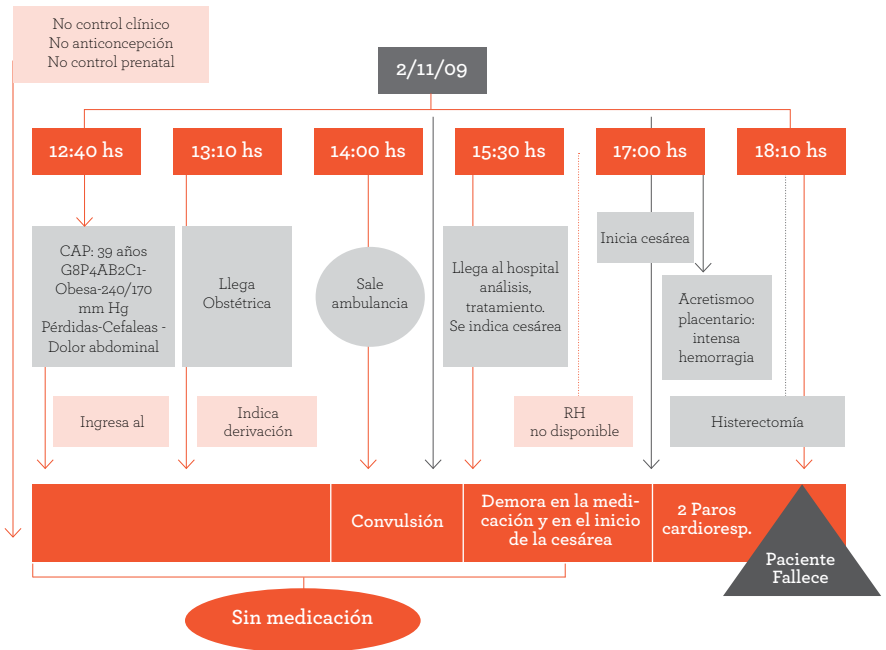 No control clínico
No anticoncepción
No control prenatal
2/11/09
12:40 hs
13:10 hs
14:00 hs
15:30 hs
17:00 hs
18:10 hs
CAP: 39 años
G8P4AB2C1-
Obesa-240/170
mm Hg
Pérdidas-Cefaleas -
Dolor abdominal
Llega
Obstétrica
Sale
ambulancia
Llega al hospital
análisis,
tratamiento.
Se indica cesárea
Inicia cesárea
Acretismoo
placentario:
intensa
hemorragia
Ingresa al
Indica
derivación
RH
no disponible
Histerectomía
Convulsión
Demora en la medi-
cación y en el inicio
de la cesárea
2 Paros
cardioresp.
Paciente
Fallece
Sin medicación